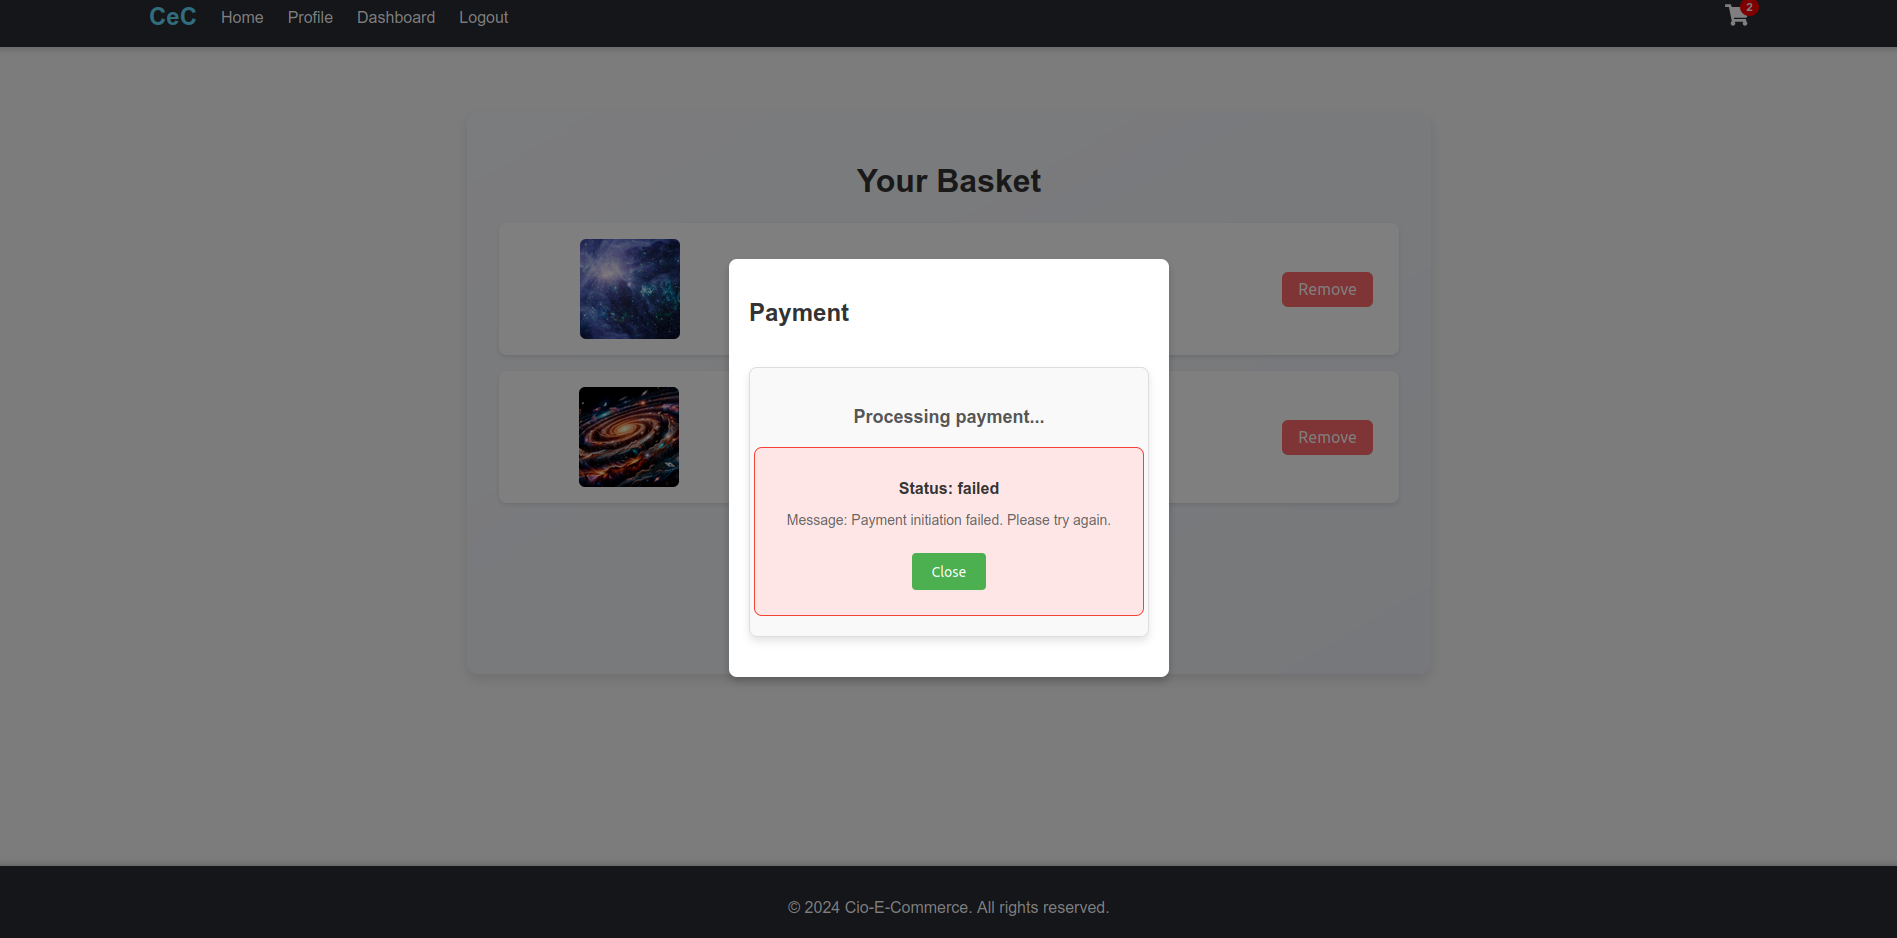 CeC Home Profile Dashboard Logout 2
Your Basket
Remove
Payment
Processing payment...
Remove
Status: failed
Message: Payment initiation failed. Please try again.
Close
© 2024 Cio-E-Commerce. All rights reserved.